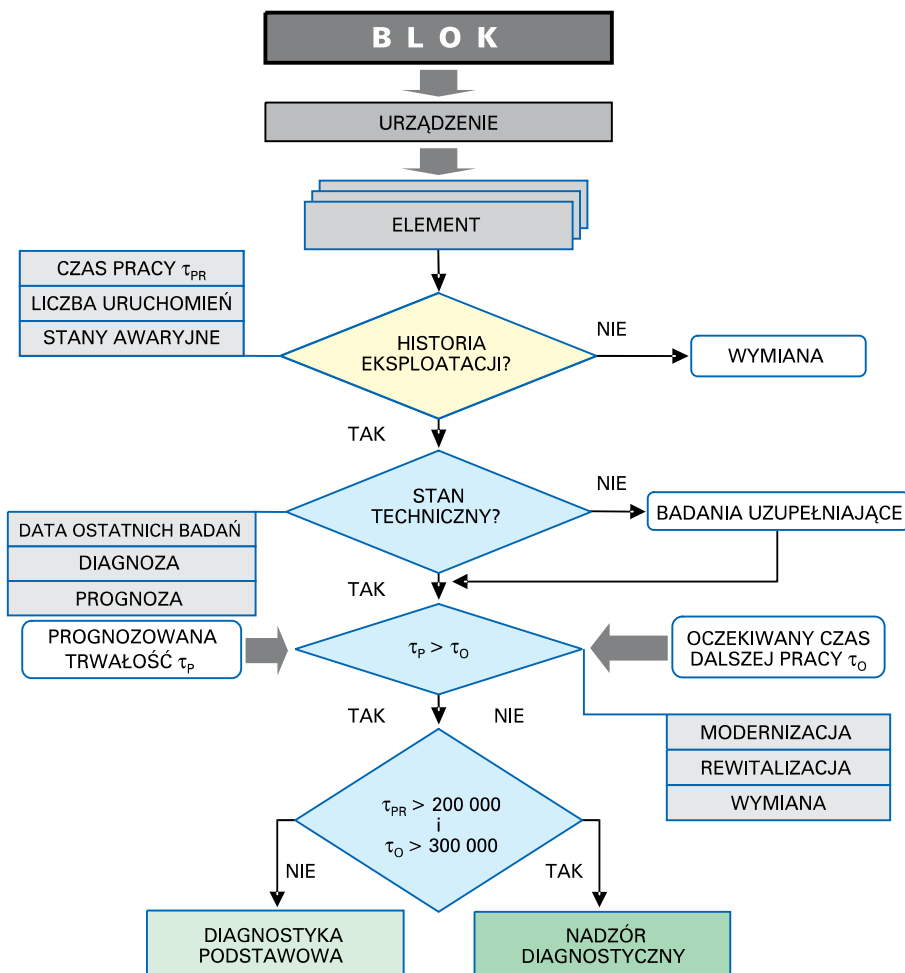 BLOK
URZĄDZENIE
ELEMENT
CZAS PRACY τPR
LICZBA URUCHOMIEŃ
STANY AWARYJNE
HISTORIA
EKSPLOATACJI?
NIE
WYMIANA
TAK
STAN
TECHNICZNY?
NIE
BADANIA UZUPEŁNIAJĄCE
DATA OSTATNICH BADAŃ
DIAGNOZA
PROGNOZA
TAK
PROGNOZOWANA
TRWAŁOŚĆ τP
τP > τO
OCZEKIWANY CZAS
DALSZEJ PRACY τO
TAK
NIE
MODERNIZACJA
REWITALIZACJA
WYMIANA
τPR > 200 000
i
τO > 300 000
NIE
TAK
DIAGNOSTYKA
PODSTAWOWA
NADZÓR
DIAGNOSTYCZNY